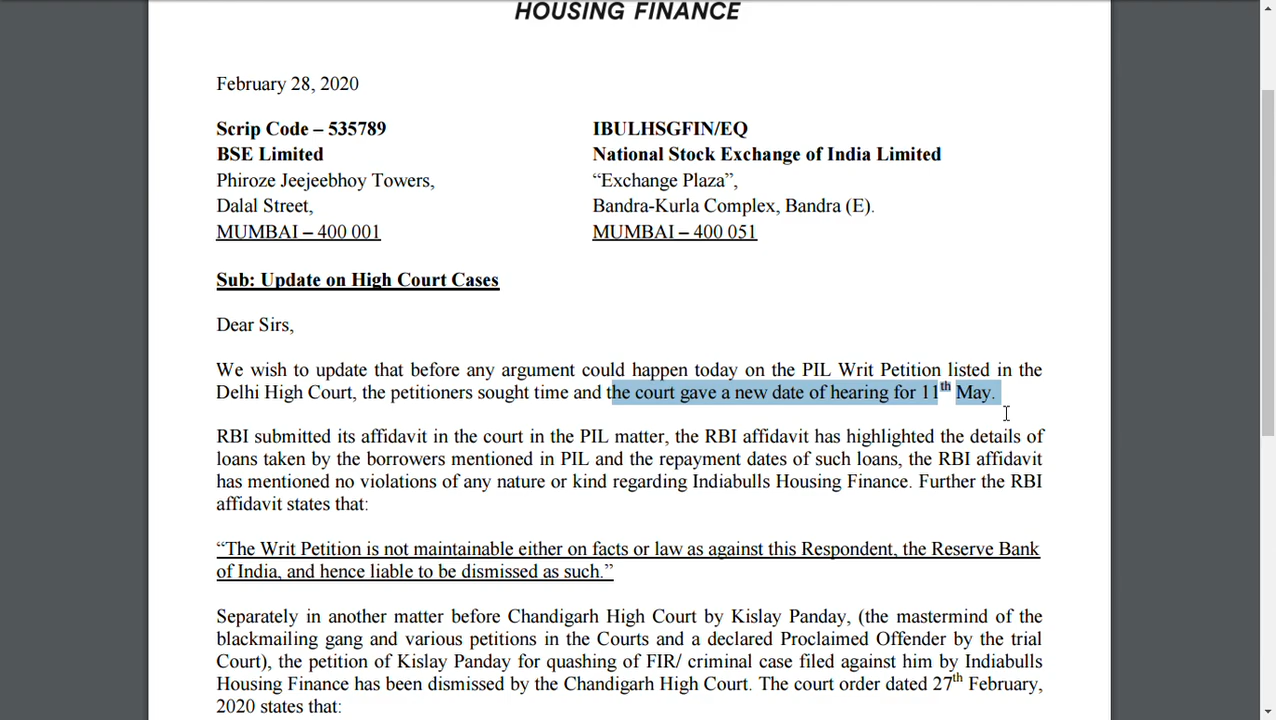 HOUSING FINANCE
February 28, 2020
Scrip Code – 535789
BSE Limited
Phiroze Jeejeebhoy Towers,
Dalal Street,
MUMBAI – 400 001
IBULHSGFIN/EQ
National Stock Exchange of India Limited
“Exchange Plaza”,
Bandra-Kurla Complex, Bandra (E).
MUMBAI – 400 051
Sub: Update on High Court Cases
Dear Sirs,
We wish to update that before any argument could happen today on the PIL Writ Petition listed in the
Delhi High Court, the petitioners sought time and the court gave a new date of hearing for 11th May.
RBI submitted its affidavit in the court in the PIL matter, the RBI affidavit has highlighted the details of
loans taken by the borrowers mentioned in PIL and the repayment dates of such loans, the RBI affidavit
has mentioned no violations of any nature or kind regarding Indiabulls Housing Finance. Further the RBI
affidavit states that:
“The Writ Petition is not maintainable either on facts or law as against this Respondent, the Reserve Bank
of India, and hence liable to be dismissed as such.”
Separately in another matter before Chandigarh High Court by Kislay Panday, (the mastermind of the
blackmailing gang and various petitions in the Courts and a declared Proclaimed Offender by the trial
Court), the petition of Kislay Panday for quashing of FIR/ criminal case filed against him by Indiabulls
Housing Finance has been dismissed by the Chandigarh High Court. The court order dated 27th February,
2020 states that: